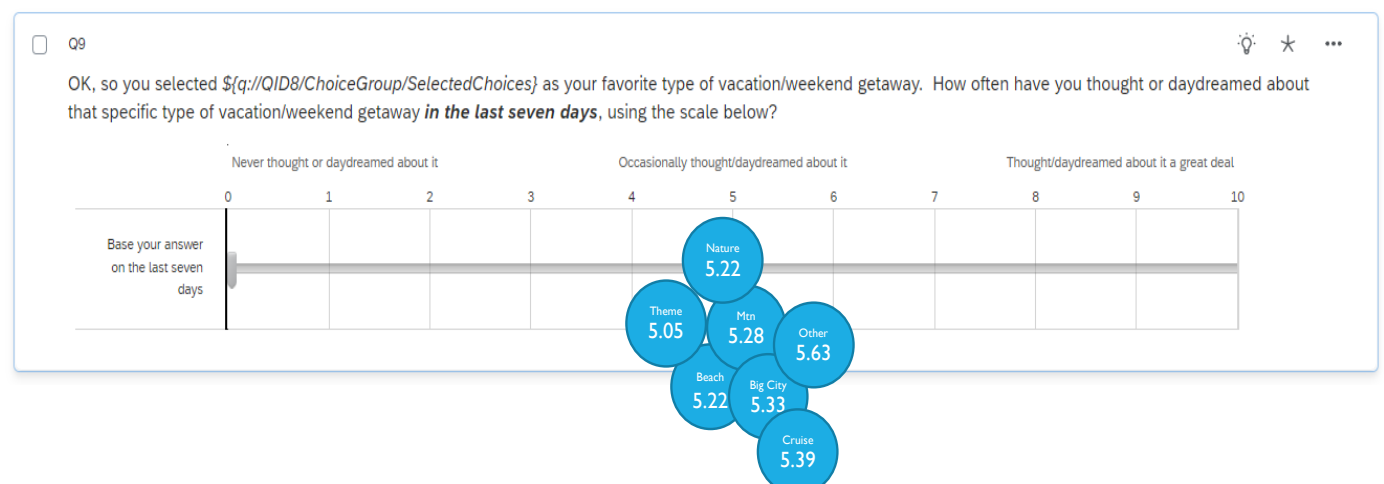 Q9
OK, so you selected ${q://QID8/ChoiceGroup/SelectedChoices} as your favorite type of vacation/weekend getaway.  How often have you thought or daydreamed about
that specific type of vacation/weekend getaway in the last seven days, using the scale below?
Never thought or daydreamed about it
Occasionally thought/daydreamed about it
Thought/daydreamed about it a great deal
0 1 2 3 4 5 6 7 8 9 10
Base your answer
on the last seven
days
Nature
5.22
Theme
5.05
Mtn
5.28
Other
5.63
Beach
5.22
Big City
5.33
Cruise
5.39